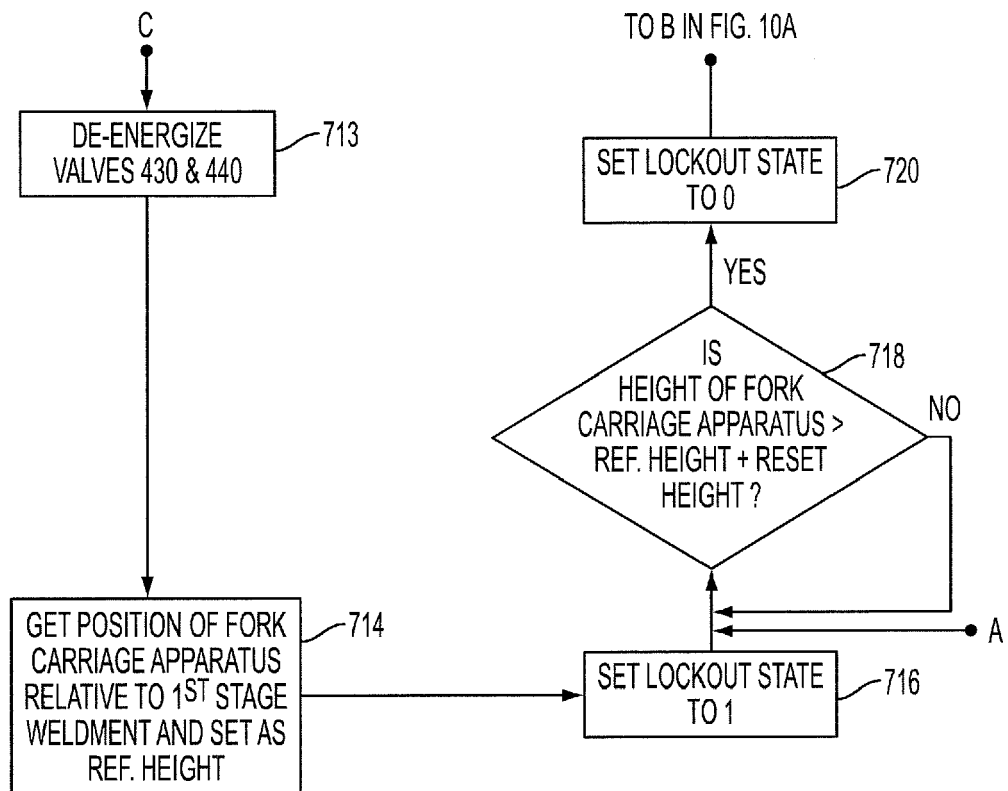 C
DE-ENERGIZE
VALVES 430 & 440
713
GET POSITION OF FORK
CARRIAGE APPARATUS
RELATIVE TO 1ST STAGE
WELDMENT AND SET AS
REF. HEIGHT
714
TO B IN FIG. 10A
SET LOCKOUT STATE
TO 0
720
YES
IS
HEIGHT OF FORK
CARRIAGE APPARATUS >
REF. HEIGHT + RESET
HEIGHT ?
718
NO
A
SET LOCKOUT STATE
TO 1
716